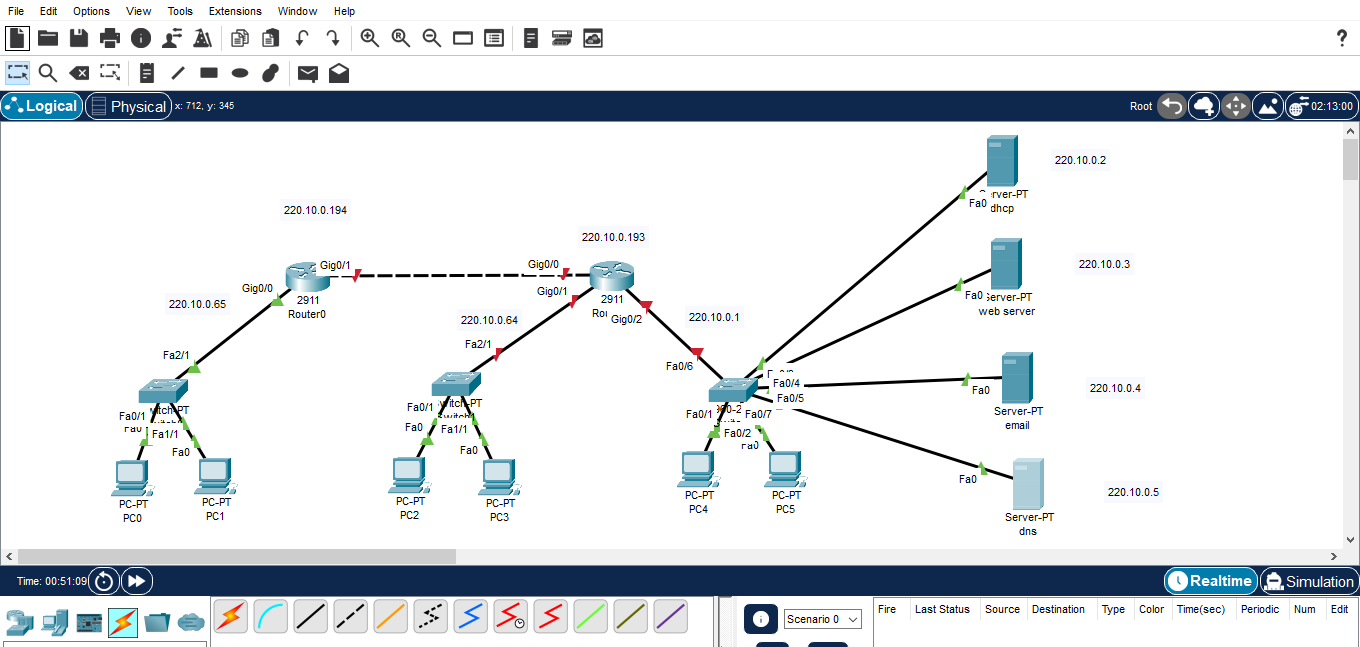 File Edit Options View Tools Extensions Window Help
?
Logical Physical x: 712, y: 345 Root 02:13:00
220.10.0.2
Server-PT
dhcp
Fa0
220.10.0.194
220.10.0.193
220.10.0.3
Gig0/1
Gig0/0
Gig0/0
Gig0/1
Gig0/2
2911
Router0
2911
220.10.0.65
220.10.0.64
220.10.0.1
Fa0
Server-PT
web server
Fa2/1
Fa2/1
Fa0/6
Fa0/4
Fa0/5
220.10.0.4
Fa0
Server-PT
email
Fa0/1
Fa1/1
Fa0
Fa0/1
Fa0
Fa1/1
Fa0
Fa0/1
Fa0/7
Fa0/2
Fa0
PC-PT
PC0
PC-PT
PC1
PC-PT
PC2
PC-PT
PC3
PC-PT
PC4
PC-PT
PC5
Fa0
220.10.0.5
Server-PT
dns
Time: 00:51:09 Realtime Simulation
Scenario 0
Fire Last Status Source Destination Type Color Time(sec) Periodic Num Edit